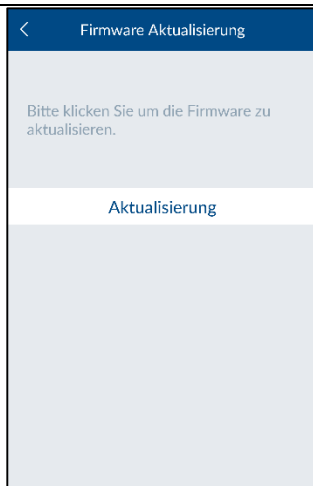 Firmware Aktualisierung
Bitte klicken Sie um die Firmware zu
aktualisieren.
Aktualisierung